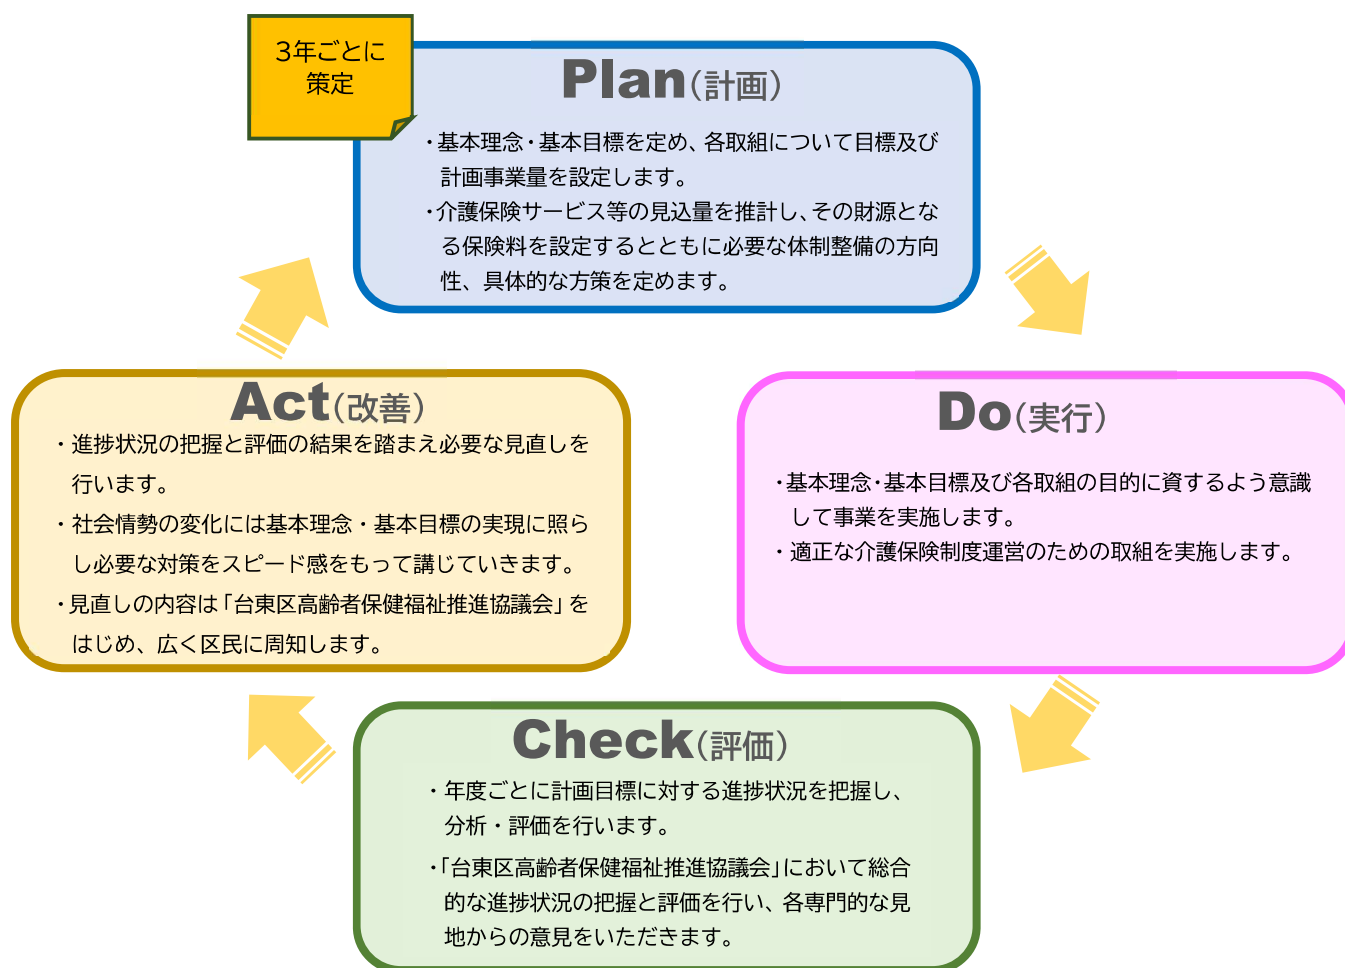 ３年ごとに
策定
Plan（計画）
・基本理念・基本目標を定め、各取組について目標及び
計画事業量を設定します。
・介護保険サービス等の見込量を推計し、その財源とな
る保険料を設定するとともに必要な体制整備の方向
性、具体的な方策を定めます。
Act（改善）
・進捗状況の把握と評価の結果を踏まえ必要な見直しを
行います。
・社会情勢の変化には基本理念・基本目標の実現に照ら
し必要な対策をスピード感をもって講じていきます。
・見直しの内容は「台東区高齢者保健福祉推進協議会」を
はじめ、広く区民に周知します。
Do（実行）
・基本理念・基本目標及び各取組の目的に資するよう意識
して事業を実施します。
・適正な介護保険制度運営のための取組を実施します。
Check（評価）
・年度ごとに計画目標に対する進捗状況を把握し、
分析・評価を行います。
・「台東区高齢者保健福祉推進協議会」において総合
的な進捗状況の把握と評価を行い、各専門的な見
地からの意見をいただきます。